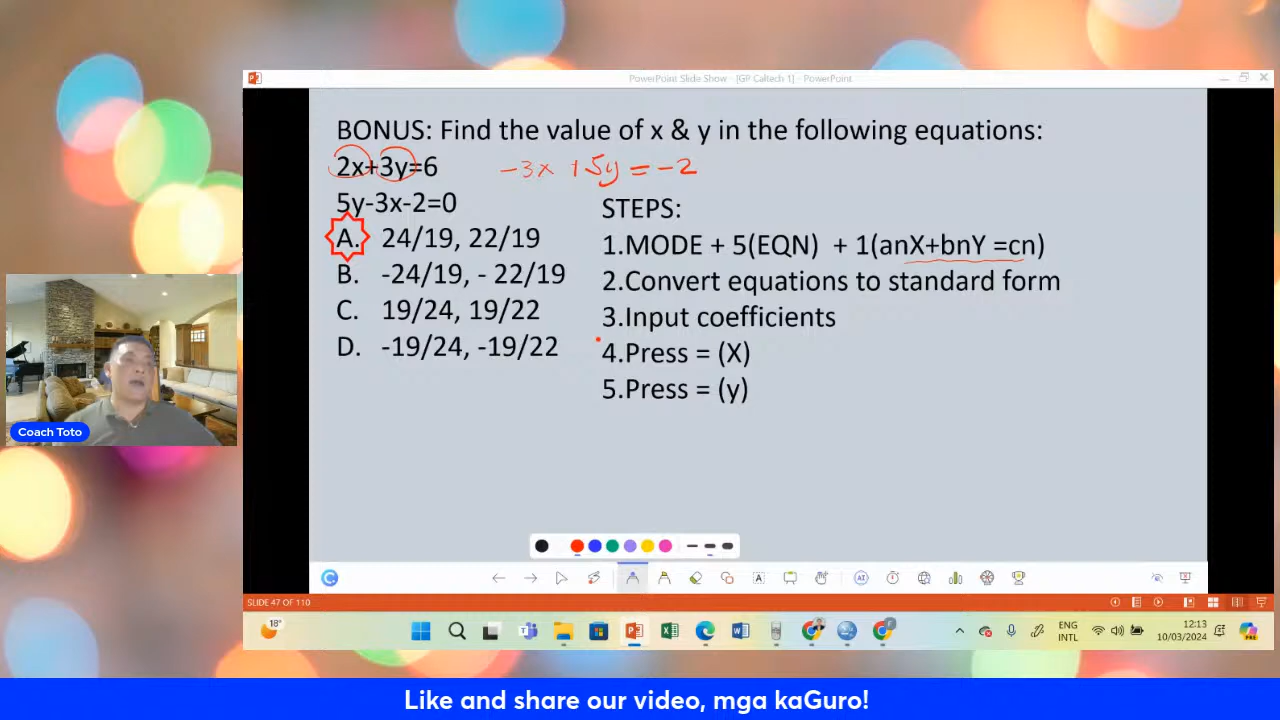 PowerPoint Slide Show - [GP Caltech 1] - PowerPoint
BONUS: Find the value of x & y in the following equations:
2x+3y=6
-3x +5y = -2
5y-3x-2=0
A. 24/19, 22/19
B. -24/19, - 22/19
C. 19/24, 19/22
D. -19/24, -19/22
STEPS:
1.MODE + 5(EQN) + 1(anX+bnY =cn)
2.Convert equations to standard form
3.Input coefficients
4.Press = (X)
5.Press = (y)
Coach Toto
A
AI
SLIDE 47 OF 110
18°
ENG
INTL
12:13
10/03/2024
Like and share our video, mga kaGuro!